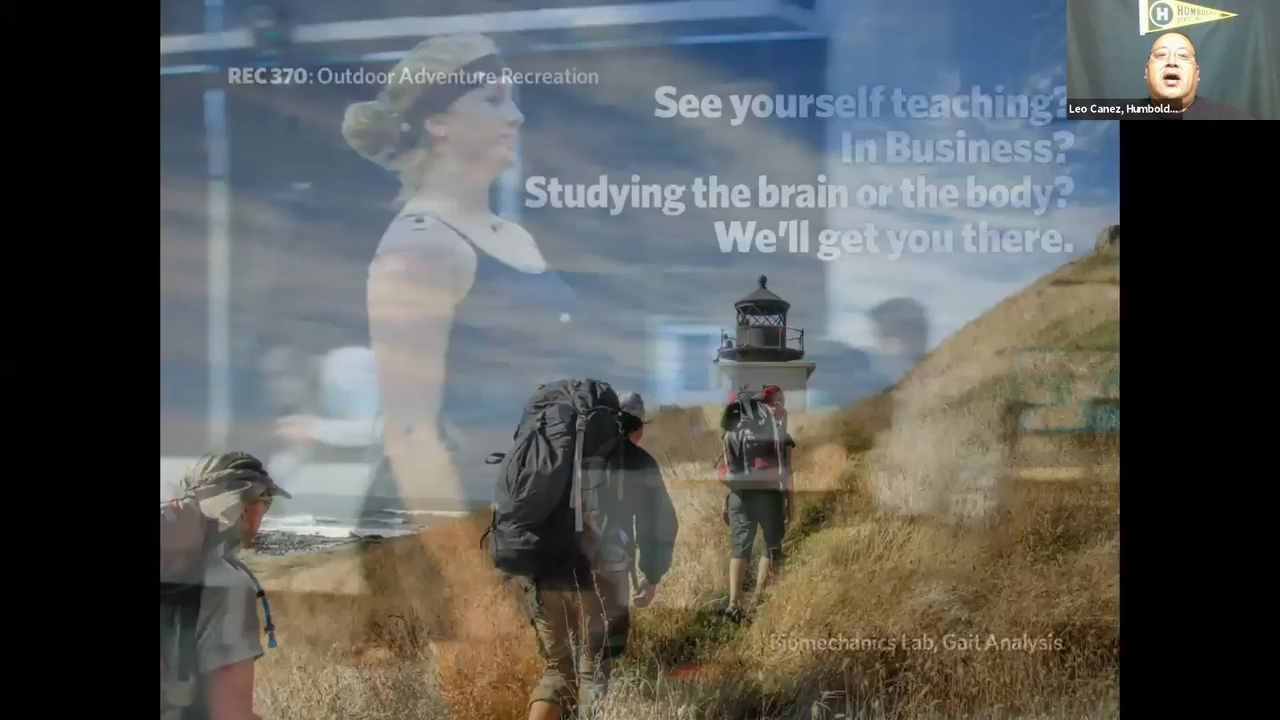 H HUMBOLDT
REC 370: Outdoor Adventure Recreation
See yourself teaching?
In Business?
Studying the brain or the body?
We'll get you there.
Leo Canez, Humbold...
Biomechanics Lab, Gait Analysis